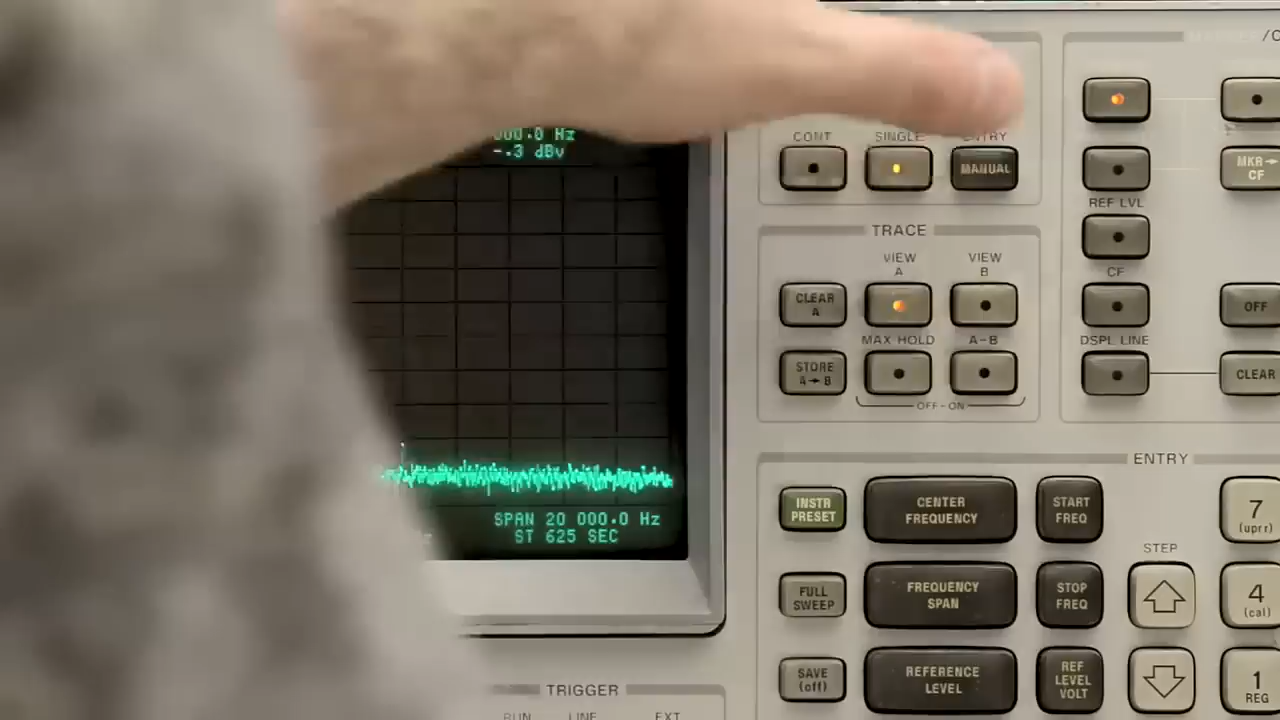 000.0 Hz
-.3 dBv
SPAN 20 000.0 Hz
ST 625 SEC
TRIGGER
RUN LINE EXT
CONT SINGLE ENTRY
MANUAL
TRACE
VIEW
A
VIEW
B
CLEAR
A
MAX HOLD A-B
STORE
A→B
OFF-ON
MKR→
CF
REF LVL
CF
OFF
DSPL LINE
CLEAR
ENTRY
INSTR
PRESET
CENTER
FREQUENCY
START
FREQ
7
(uprr)
STEP
FULL
SWEEP
FREQUENCY
SPAN
STOP
FREQ
4
(cal)
SAVE
(off)
REFERENCE
LEVEL
REF
LEVEL
VOLT
1
REG